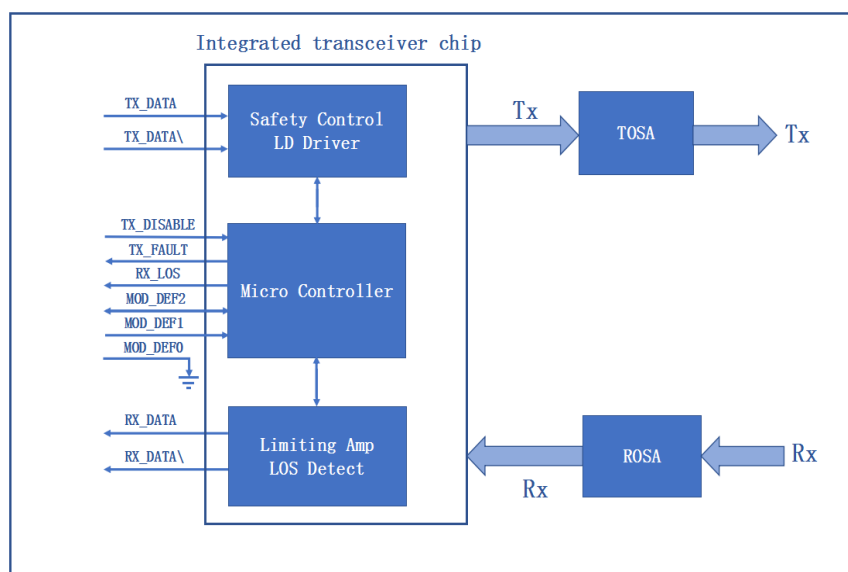 Integrated transceiver chip
TX_DATA
TX_DATA\
Safety Control
LD Driver
Tx
TOSA
Tx
TX_DISABLE
TX_FAULT
RX_LOS
MOD_DEF2
MOD_DEF1
MOD_DEF0
Micro Controller
RX_DATA
RX_DATA\
Limiting Amp
LOS Detect
Rx
ROSA
Rx